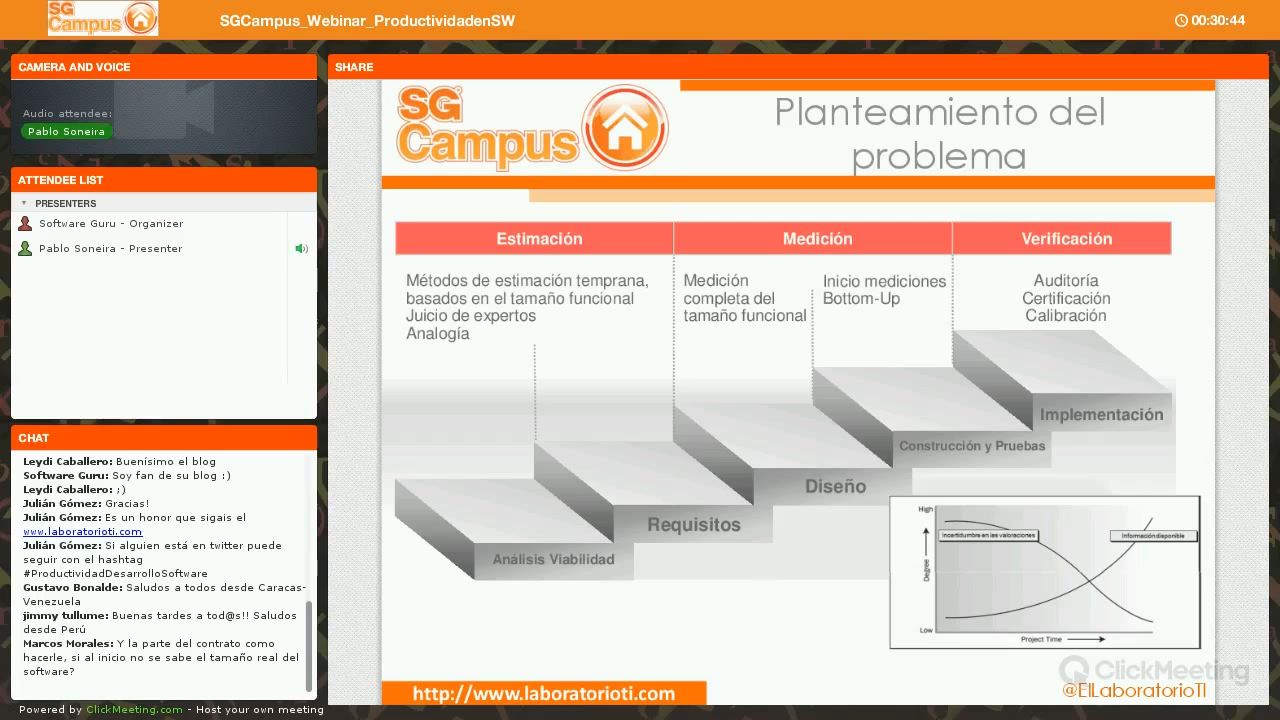 SG
Campus
SGCampus_Webinar_ProductividadenSW
00:30:44
CAMERA AND VOICE
Audio attendee:
Pablo Soneira
ATTENDEE LIST
PRESENTERS
Software Guru - Organizer
Pablo Soneira - Presenter
CHAT
Leydi Caballero: Buenísimo el blog
Software Guru: Soy fan de su blog :)
Leydi Caballero: ;)
Julián Gómez: Gracias!
Julián Gómez: Es un honor que sigais el
www.laboratorioti.com
Julián Gómez: Si alguien está en twitter puede
seguir con el hashtag
#ProductividadDesarrolloSoftware
Gustavo Bonalde: Saludos a todos desde Caracas-
Venezuela
jimmy tullume: Buenas tardes a tod@s!! Saludos
desde Perú
Marcos Morales: Y la parte del contrato como
hacerle, si al inicio no se sabe el tamaño real del
software?
Powered by ClickMeeting.com - Host your own meeting
SHARE
SG
Campus
Planteamiento del
problema
Estimación
Medición
Verificación
Métodos de estimación temprana,
basados en el tamaño funcional
Juicio de expertos
Analogía
Medición
completa del
tamaño funcional
Inicio mediciones
Bottom-Up
Auditoría
Certificación
Calibración
Implementación
Construcción y Pruebas
Diseño
Requisitos
Análisis Viabilidad
High
Incertidumbre en las valoraciones
Información disponible
Degree
Low
Project Time
ClickMeeting
http://www.laboratorioti.com
@ElLaboratorioTI